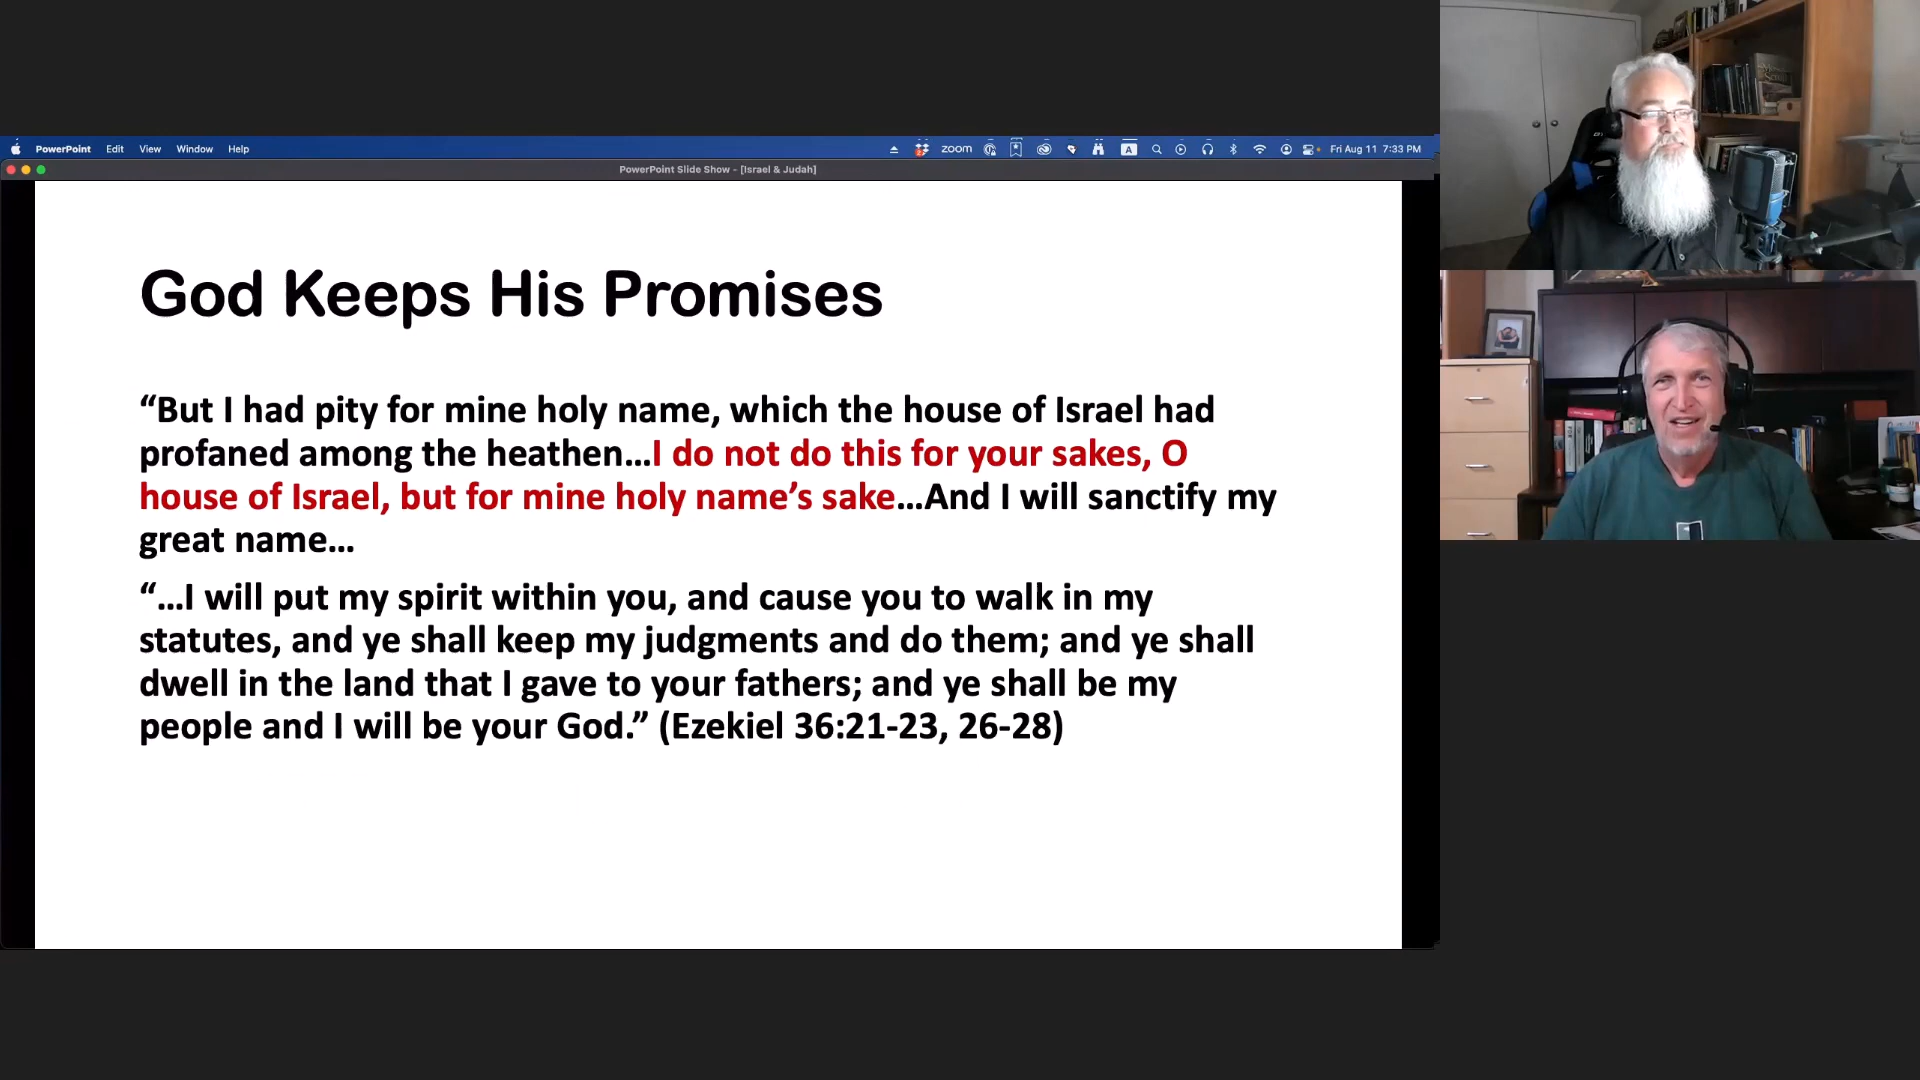 PowerPoint Edit View Window Help
zoom A Fri Aug 11 7:33 PM
PowerPoint Slide Show - [Israel & Judah]
God Keeps His Promises
“But I had pity for mine holy name, which the house of Israel had
profaned among the heathen…I do not do this for your sakes, O
house of Israel, but for mine holy name’s sake…And I will sanctify my
great name…
“…I will put my spirit within you, and cause you to walk in my
statutes, and ye shall keep my judgments and do them; and ye shall
dwell in the land that I gave to your fathers; and ye shall be my
people and I will be your God.” (Ezekiel 36:21-23, 26-28)